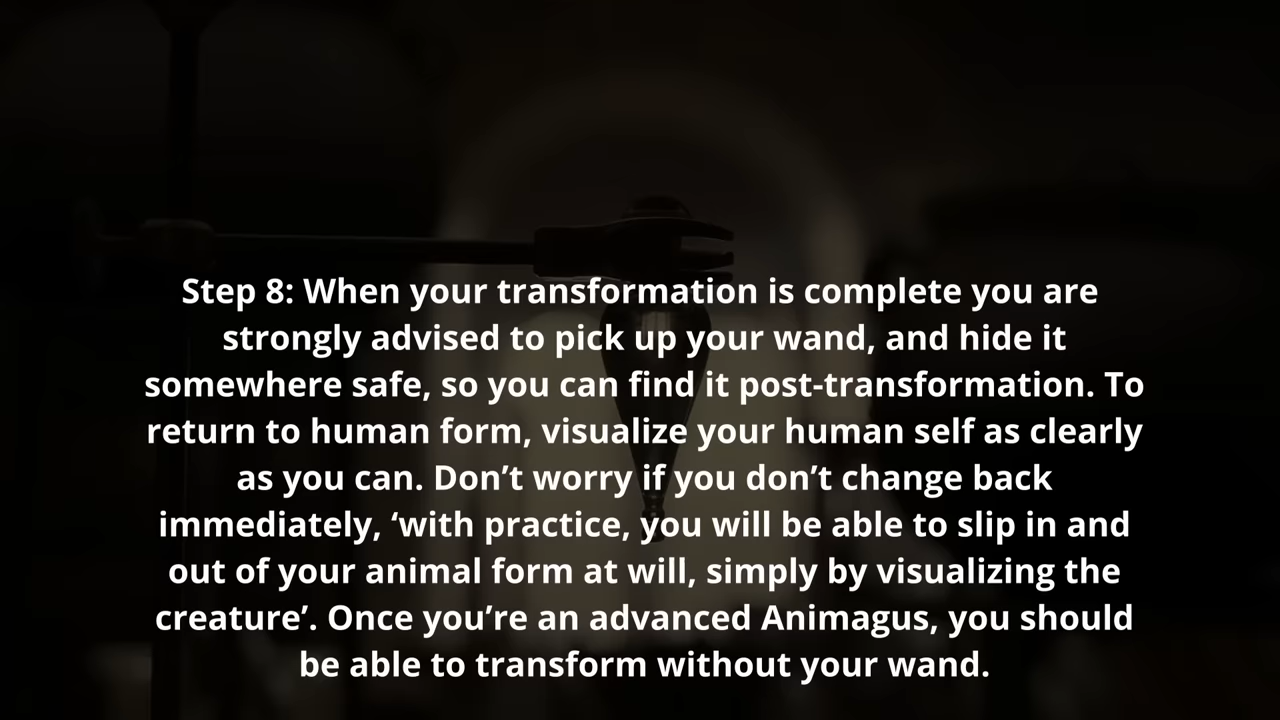 Step 8: When your transformation is complete you are
strongly advised to pick up your wand, and hide it
somewhere safe, so you can find it post-transformation. To
return to human form, visualize your human self as clearly
as you can. Don’t worry if you don’t change back
immediately, ‘with practice, you will be able to slip in and
out of your animal form at will, simply by visualizing the
creature’. Once you’re an advanced Animagus, you should
be able to transform without your wand.